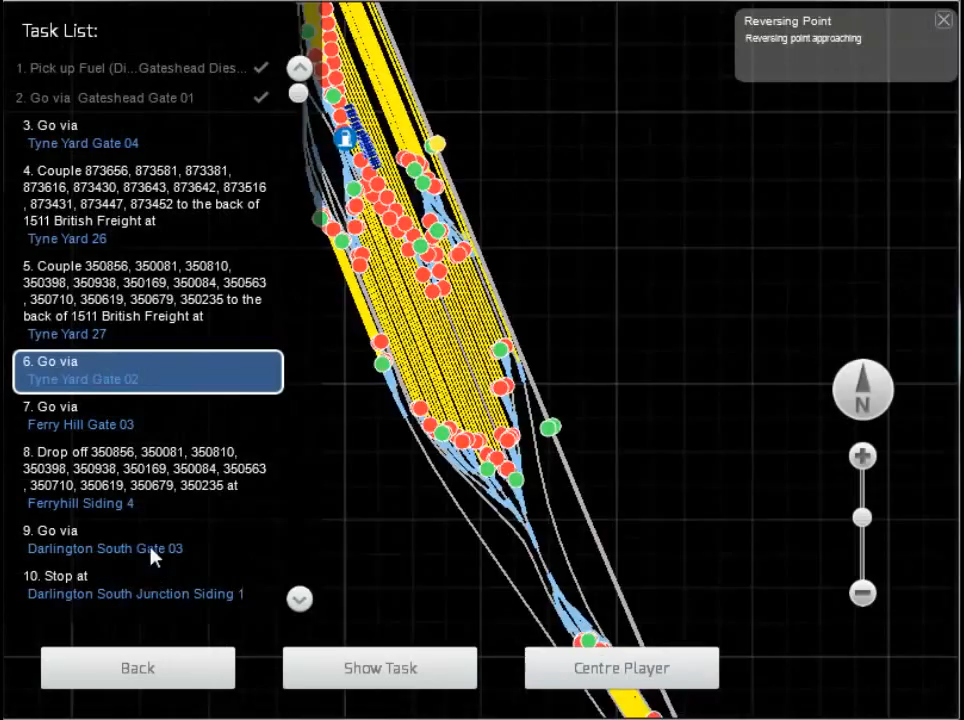 Task List:
Reversing Point
Reversing point approaching
1. Pick up Fuel (Di...Gateshead Dies...
2. Go via Gateshead Gate 01
3. Go via
Tyne Yard Gate 04
4. Couple 873656, 873581, 873381,
873616, 873430, 873643, 873642, 873516
, 873431, 873447, 873452 to the back of
1511 British Freight at
Tyne Yard 26
5. Couple 350856, 350081, 350810,
350398, 350938, 350169, 350084, 350563
, 350710, 350619, 350679, 350235 to the
back of 1511 British Freight at
Tyne Yard 27
6. Go via
Tyne Yard Gate 02
7. Go via
Ferry Hill Gate 03
8. Drop off 350856, 350081, 350810,
350398, 350938, 350169, 350084, 350563
, 350710, 350619, 350679, 350235 at
Ferryhill Siding 4
9. Go via
Darlington South Gate 03
10. Stop at
Darlington South Junction Siding 1
N
Back
Show Task
Centre Player